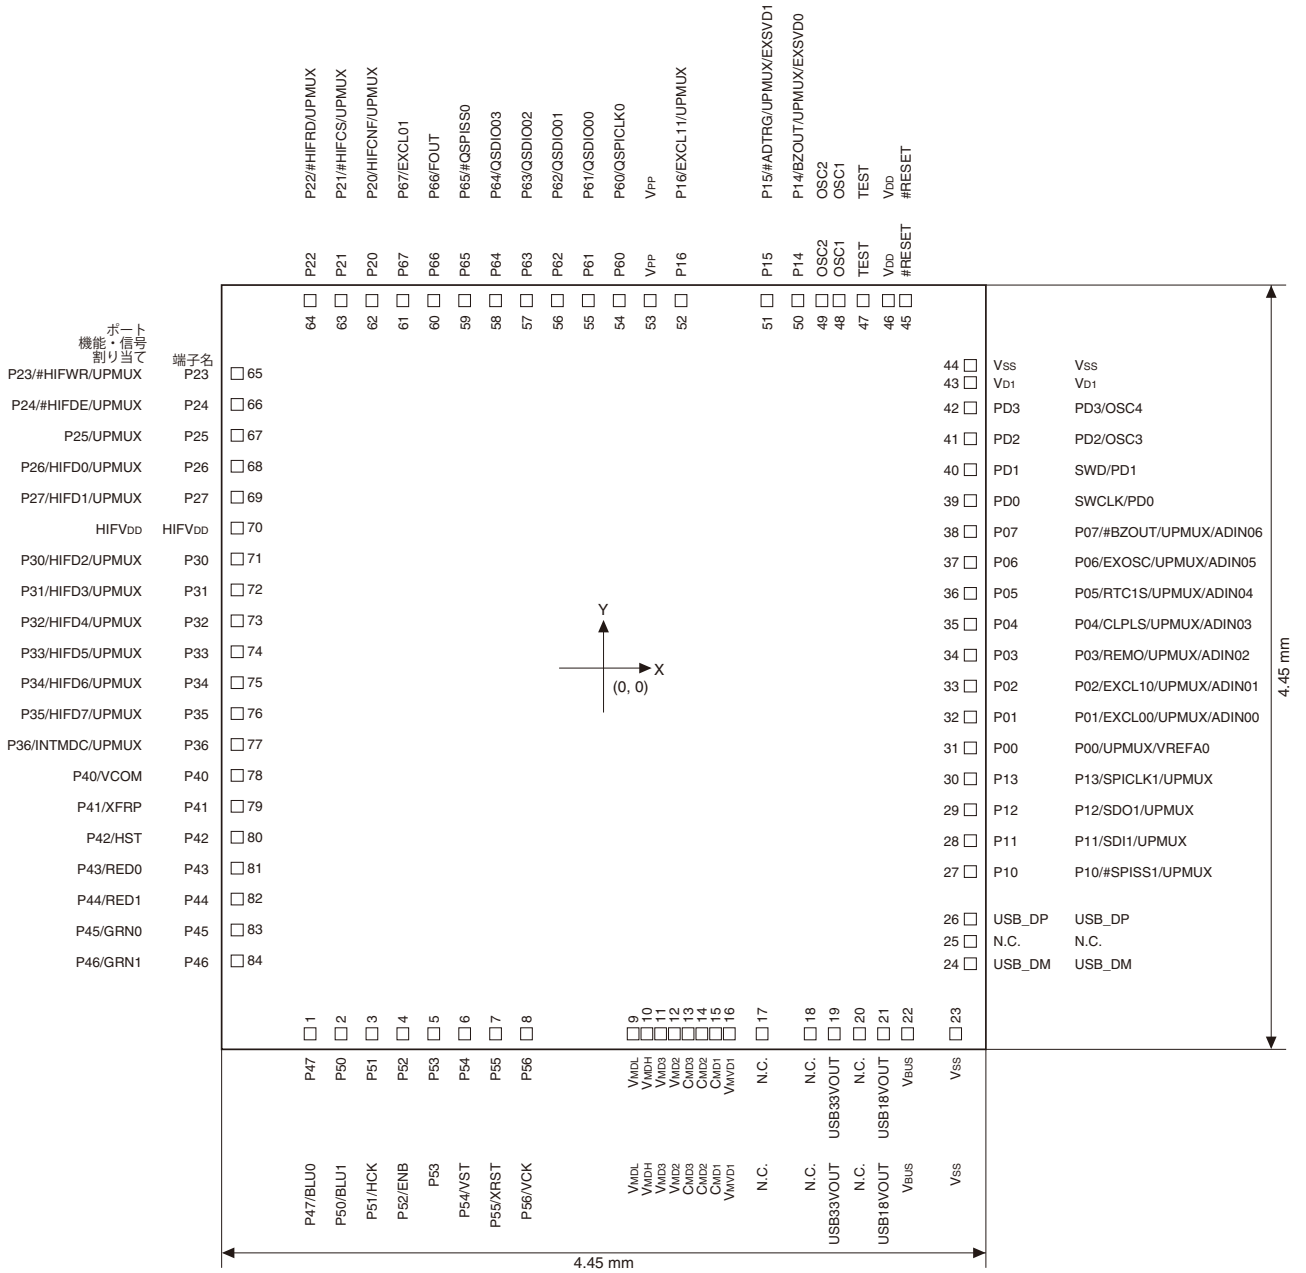 P22/#HIFRD/UPMUX
P21/#HIFCS/UPMUX
P20/HIFCNF/UPMUX
P67/EXCL01
P66/FOUT
P65/#QSPISS0
P64/QSDIO03
P63/QSDIO02
P62/QSDIO01
P61/QSDIO00
P60/QSPICLK0
VPP
P16/EXCL11/UPMUX
P15/#ADTRG/UPMUX/EXSVD1
P14/BZOUT/UPMUX/EXSVD0
OSC2
OSC1
TEST
VDD
#RESET
P22
P21
P20
P67
P66
P65
P64
P63
P62
P61
P60
VPP
P16
P15
P14
OSC2
OSC1
TEST
VDD
#RESET
64
63
62
61
60
59
58
57
56
55
54
53
52
51
50
49
48
47
46
45
ポート
機能・信号
割り当て 端子名
P23/#HIFWR/UPMUX P23 65
P24/#HIFDE/UPMUX P24 66
P25/UPMUX P25 67
P26/HIFD0/UPMUX P26 68
P27/HIFD1/UPMUX P27 69
HIFVDD HIFVDD 70
P30/HIFD2/UPMUX P30 71
P31/HIFD3/UPMUX P31 72
P32/HIFD4/UPMUX P32 73
P33/HIFD5/UPMUX P33 74
P34/HIFD6/UPMUX P34 75
P35/HIFD7/UPMUX P35 76
P36/INTMDC/UPMUX P36 77
P40/VCOM P40 78
P41/XFRP P41 79
P42/HST P42 80
P43/RED0 P43 81
P44/RED1 P44 82
P45/GRN0 P45 83
P46/GRN1 P46 84
Y
X
(0, 0)
44 VSS VSS
43 VD1 VD1
42 PD3 PD3/OSC4
41 PD2 PD2/OSC3
40 PD1 SWD/PD1
39 PD0 SWCLK/PD0
38 P07 P07/#BZOUT/UPMUX/ADIN06
37 P06 P06/EXOSC/UPMUX/ADIN05
36 P05 P05/RTC1S/UPMUX/ADIN04
35 P04 P04/CLPLS/UPMUX/ADIN03
34 P03 P03/REMO/UPMUX/ADIN02
33 P02 P02/EXCL10/UPMUX/ADIN01
32 P01 P01/EXCL00/UPMUX/ADIN00
31 P00 P00/UPMUX/VREFA0
30 P13 P13/SPICLK1/UPMUX
29 P12 P12/SDO1/UPMUX
28 P11 P11/SDI1/UPMUX
27 P10 P10/#SPISS1/UPMUX
26 USB_DP USB_DP
25 N.C. N.C.
24 USB_DM USB_DM
4.45 mm
1
2
3
4
5
6
7
8
9
10
11
12
13
14
15
16
17
18
19
20
21
22
23
P47
P50
P51
P52
P53
P54
P55
P56
VMDL
VMDH
VMD3
VMD2
CMD3
CMD2
CMD1
VMVD1
N.C.
N.C.
USB33VOUT
N.C.
USB18VOUT
VBUS
VSS
P47/BLU0
P50/BLU1
P51/HCK
P52/ENB
P53
P54/VST
P55/XRST
P56/VCK
VMDL
VMDH
VMD3
VMD2
CMD3
CMD2
CMD1
VMVD1
N.C.
N.C.
USB33VOUT
N.C.
USB18VOUT
VBUS
VSS
4.45 mm